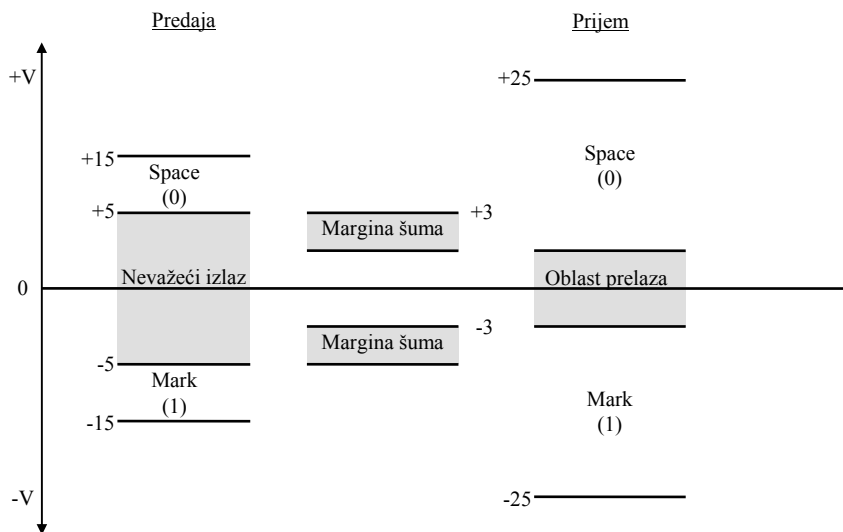 Predaja
Prijem
+V
+25
+15
Space
(0)
Space
(0)
+5
+3
Margina šuma
Nevažeći izlaz
Oblast prelaza
0
-3
Margina šuma
-5
Mark
(1)
Mark
(1)
-15
-V
-25